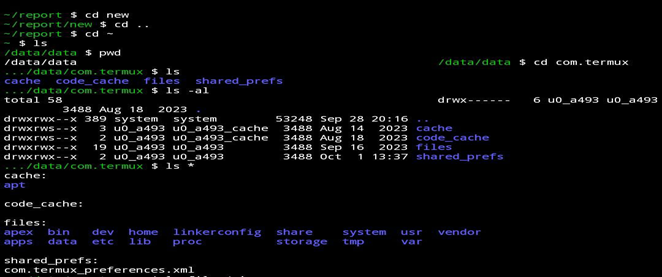 ~/report $ cd new
~/report/new $ cd ..
~/report $ cd ~
~ $ ls
/data/data $ pwd
/data/data /data/data $ cd com.termux
.../data/com.termux $ ls
cache code_cache files shared_prefs
.../data/com.termux $ ls -al
total 58 drwx------ 6 u0_a493 u0_a493
3488 Aug 18 2023 .
drwxrwx--x 389 system system 53248 Sep 28 20:16 ..
drwxrws--x 3 u0_a493 u0_a493_cache 3488 Aug 14 2023 cache
drwxrws--x 2 u0_a493 u0_a493_cache 3488 Aug 18 2023 code_cache
drwxrwx--x 19 u0_a493 u0_a493 3488 Sep 16 2023 files
drwxrwx--x 2 u0_a493 u0_a493 3488 Oct 1 13:37 shared_prefs
.../data/com.termux $ ls *
cache:
apt
code_cache:
files:
apex bin dev home linkerconfig share system usr vendor
apps data etc lib proc storage tmp var
shared_prefs:
com.termux_preferences.xml